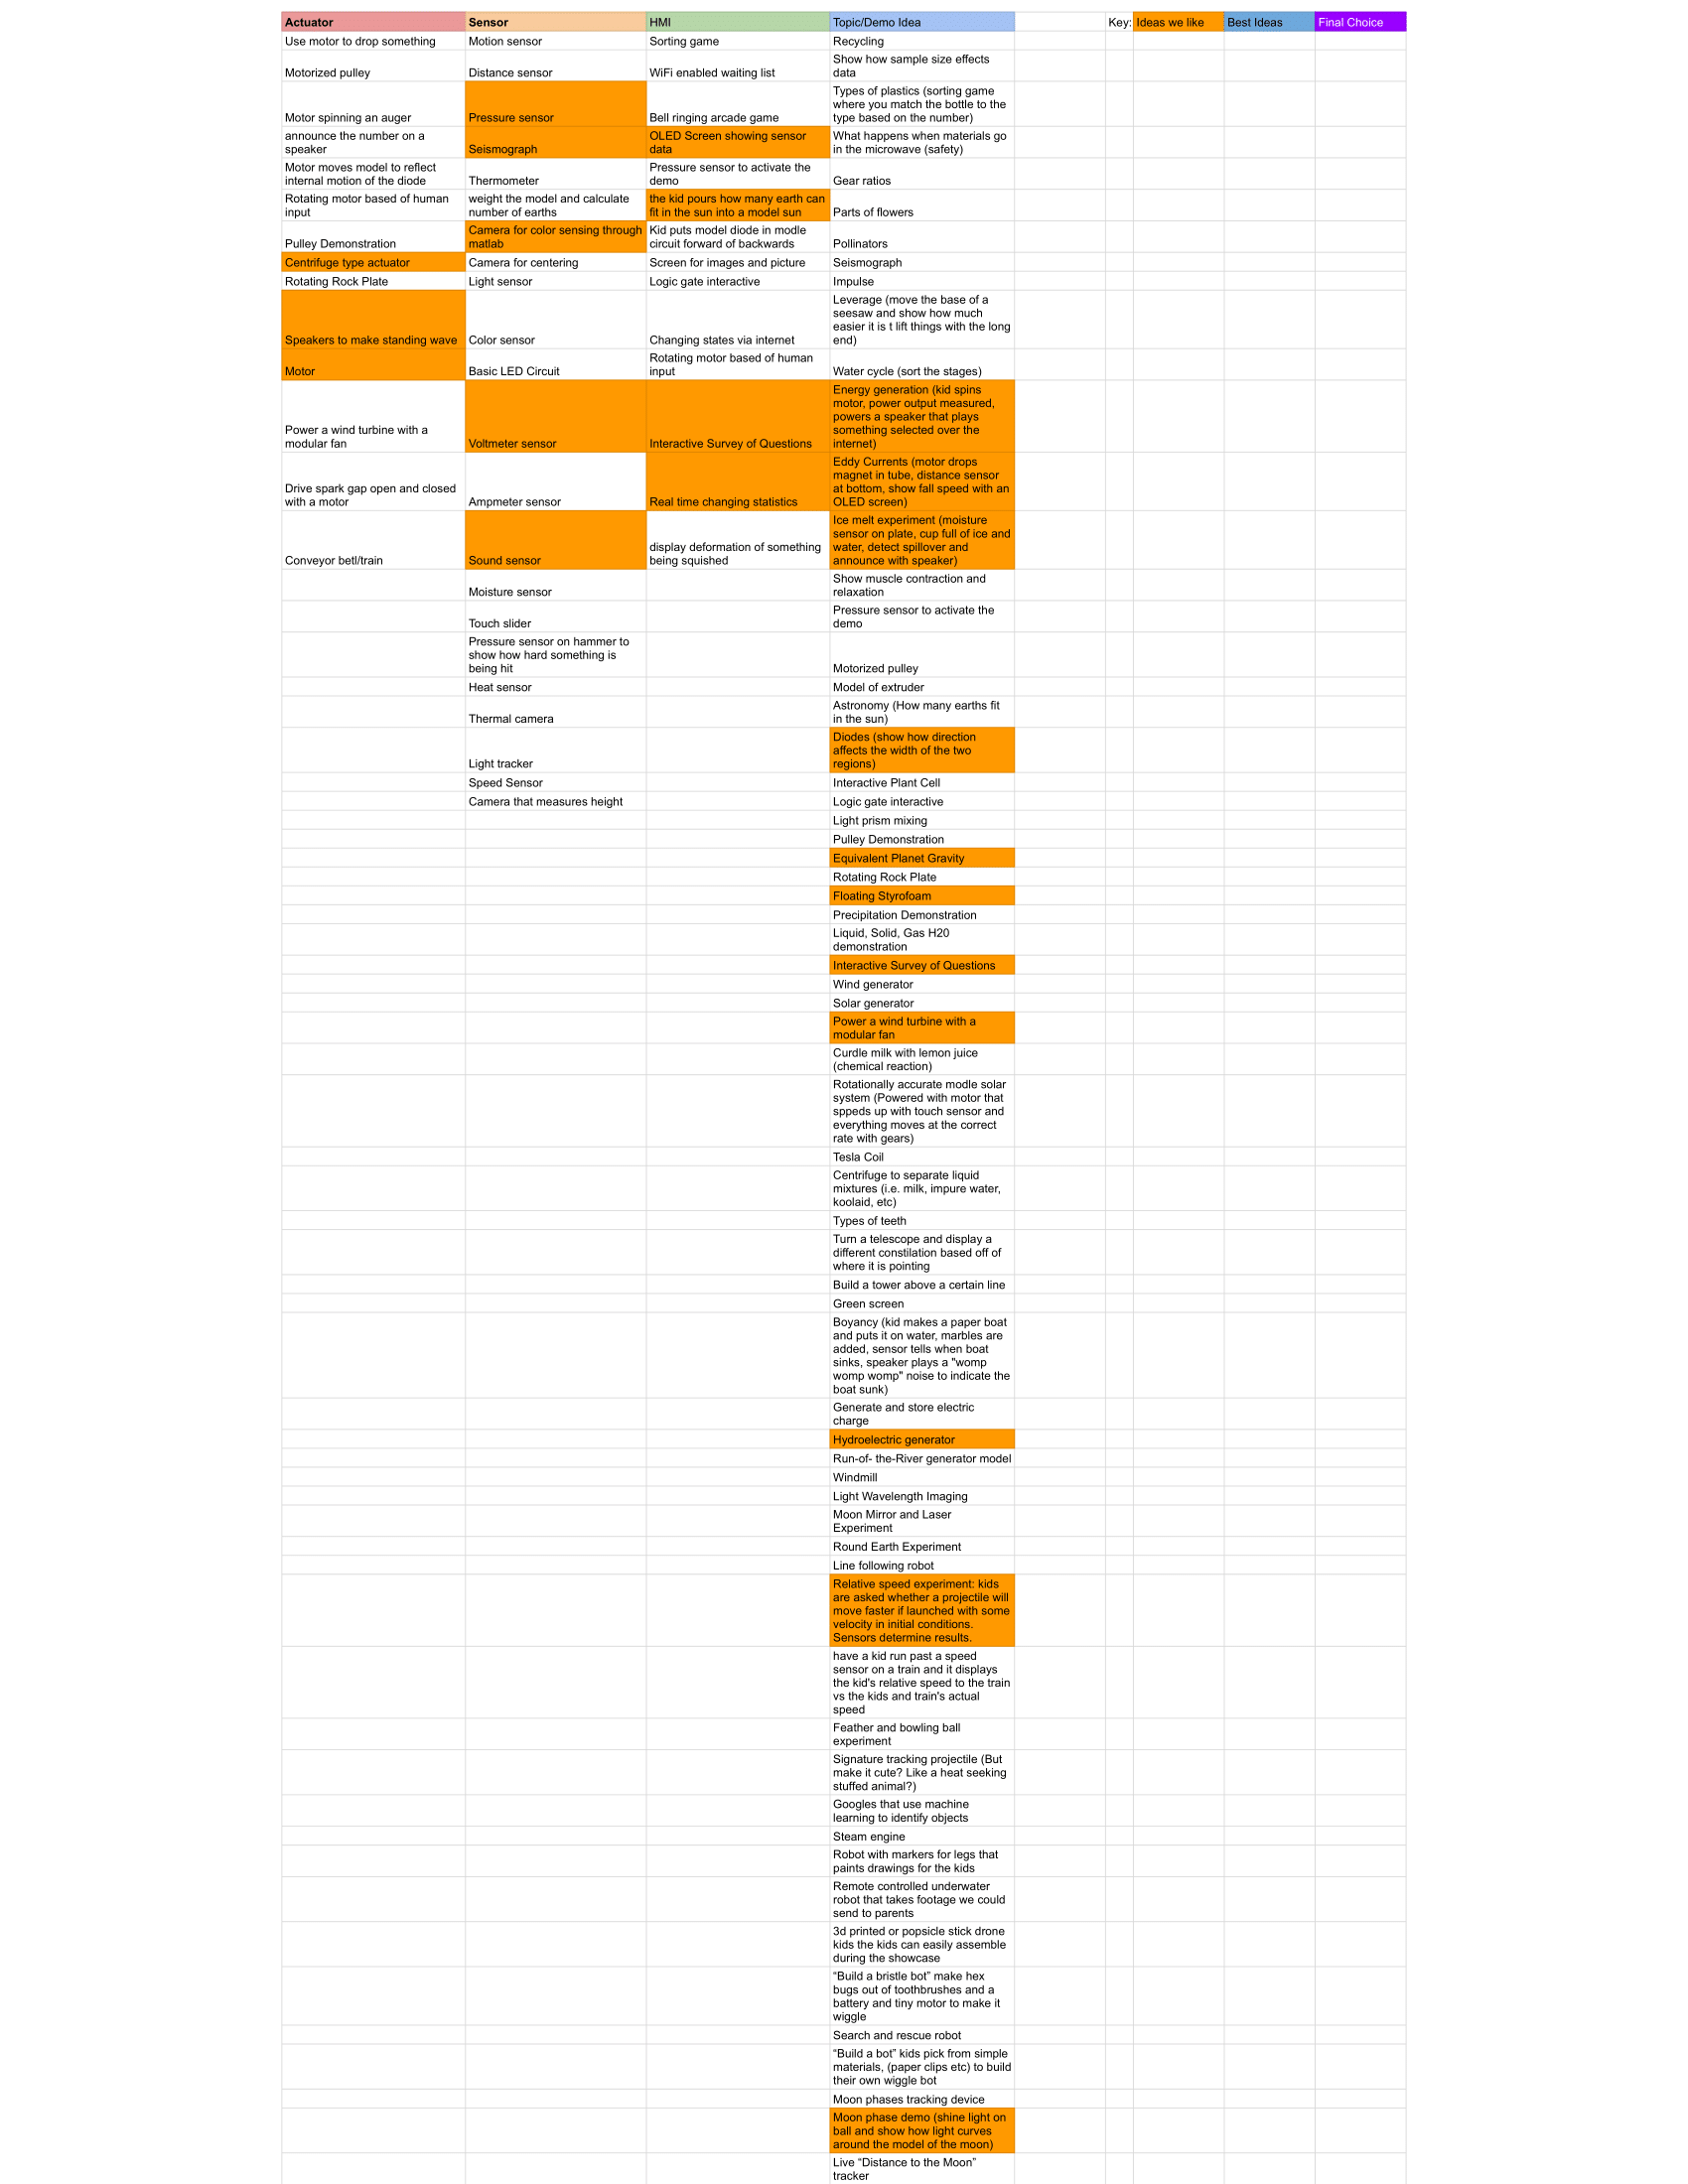 Actuator Sensor HMI Topic/Demo Idea Key: Ideas we like Best Ideas Final Choice
Use motor to drop something Motion sensor Sorting game Recycling
Motorized pulley Distance sensor WiFi enabled waiting list Show how sample size effects
data
Motor spinning an auger Pressure sensor Bell ringing arcade game Types of plastics (sorting game
where you match the bottle to the
type based on the number)
announce the number on a
speaker
Seismograph
OLED Screen showing sensor
data
What happens when materials go
in the microwave (safety)
Motor moves model to reflect
internal motion of the diode
Thermometer
Pressure sensor to activate the
demo
Gear ratios
Rotating motor based of human
input
weight the model and calculate
number of earths
the kid pours how many earth can
fit in the sun into a model sun
Parts of flowers
Pulley Demonstration
Camera for color sensing through
matlab
Kid puts model diode in modle
circuit forward of backwards
Pollinators
Centrifuge type actuator Camera for centering Screen for images and picture Seismograph
Rotating Rock Plate Light sensor Logic gate interactive Impulse
Speakers to make standing wave Color sensor Changing states via internet
Leverage (move the base of a
seesaw and show how much
easier it is t lift things with the long
end)
Motor Basic LED Circuit
Rotating motor based of human
input
Water cycle (sort the stages)
Power a wind turbine with a
modular fan
Voltmeter sensor
Interactive Survey of Questions
Energy generation (kid spins
motor, power output measured,
powers a speaker that plays
something selected over the
internet)
Drive spark gap open and closed
with a motor
Ampmeter sensor
Real time changing statistics
Eddy Currents (motor drops
magnet in tube, distance sensor
at bottom, show fall speed with an
OLED screen)
Conveyor betl/train
Sound sensor
display deformation of something
being squished
Ice melt experiment (moisture
sensor on plate, cup full of ice and
water, detect spillover and
announce with speaker)
Moisture sensor
Show muscle contraction and
relaxation
Touch slider
Pressure sensor to activate the
demo
Pressure sensor on hammer to
show how hard something is
being hit
Motorized pulley
Heat sensor Model of extruder
Thermal camera
Astronomy (How many earths fit
in the sun)
Light tracker
Diodes (show how direction
affects the width of the two
regions)
Speed Sensor Interactive Plant Cell
Camera that measures height Logic gate interactive
Light prism mixing
Pulley Demonstration
Equivalent Planet Gravity
Rotating Rock Plate
Floating Styrofoam
Precipitation Demonstration
Liquid, Solid, Gas H20
demonstration
Interactive Survey of Questions
Wind generator
Solar generator
Power a wind turbine with a
modular fan
Curdle milk with lemon juice
(chemical reaction)
Rotationally accurate modle solar
system (Powered with motor that
sppeds up with touch sensor and
everything moves at the correct
rate with gears)
Tesla Coil
Centrifuge to separate liquid
mixtures (i.e. milk, impure water,
koolaid, etc)
Types of teeth
Turn a telescope and display a
different constilation based off of
where it is pointing
Build a tower above a certain line
Green screen
Boyancy (kid makes a paper boat
and puts it on water, marbles are
added, sensor tells when boat
sinks, speaker plays a "womp
womp womp" noise to indicate the
boat sunk)
Generate and store electric
charge
Hydroelectric generator
Run-of- the-River generator model
Windmill
Light Wavelength Imaging
Moon Mirror and Laser
Experiment
Round Earth Experiment
Line following robot
Relative speed experiment: kids
are asked whether a projectile will
move faster if launched with some
velocity in initial conditions.
Sensors determine results.
have a kid run past a speed
sensor on a train and it displays
the kid's relative speed to the train
vs the kids and train's actual
speed
Feather and bowling ball
experiment
Signature tracking projectile (But
make it cute? Like a heat seeking
stuffed animal?)
Googles that use machine
learning to identify objects
Steam engine
Robot with markers for legs that
paints drawings for the kids
Remote controlled underwater
robot that takes footage we could
send to parents
3d printed or popsicle stick drone
kids the kids can easily assemble
during the showcase
“Build a bristle bot” make hex
bugs out of toothbrushes and a
battery and tiny motor to make it
wiggle
Search and rescue robot
“Build a bot” kids pick from simple
materials, (paper clips etc) to build
their own wiggle bot
Moon phases tracking device
Moon phase demo (shine light on
ball and show how light curves
around the model of the moon)
Live “Distance to the Moon”
tracker